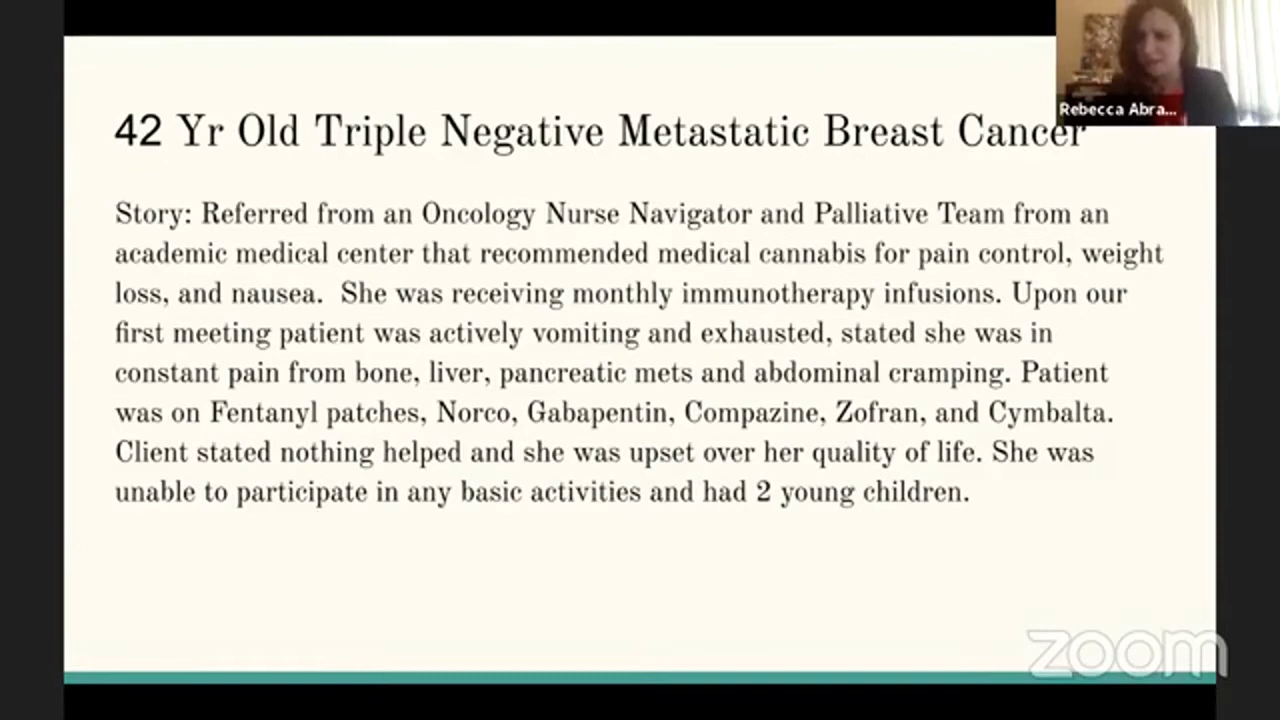 42 Yr Old Triple Negative Metastatic Breast Cancer
Rebecca Abra...
Story: Referred from an Oncology Nurse Navigator and Palliative Team from an
academic medical center that recommended medical cannabis for pain control, weight
loss, and nausea.  She was receiving monthly immunotherapy infusions. Upon our
first meeting patient was actively vomiting and exhausted, stated she was in
constant pain from bone, liver, pancreatic mets and abdominal cramping. Patient
was on Fentanyl patches, Norco, Gabapentin, Compazine, Zofran, and Cymbalta.
Client stated nothing helped and she was upset over her quality of life. She was
unable to participate in any basic activities and had 2 young children.
zoom